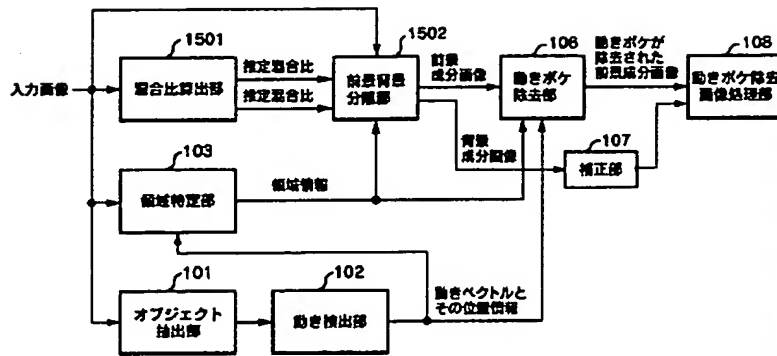 1501
1502
106
動きボケが
除去された
前景成分画像
108
入力画像
混合比算出部
推定混合比
推定混合比
前景背景
分離部
前景
成分画像
動きボケ
除去部
動きボケ除去
画像処理部
背景
成分画像
107
補正部
103
領域特定部
領域情報
101
オブジェクト
抽出部
102
動き検出部
動きベクトルと
その位置情報